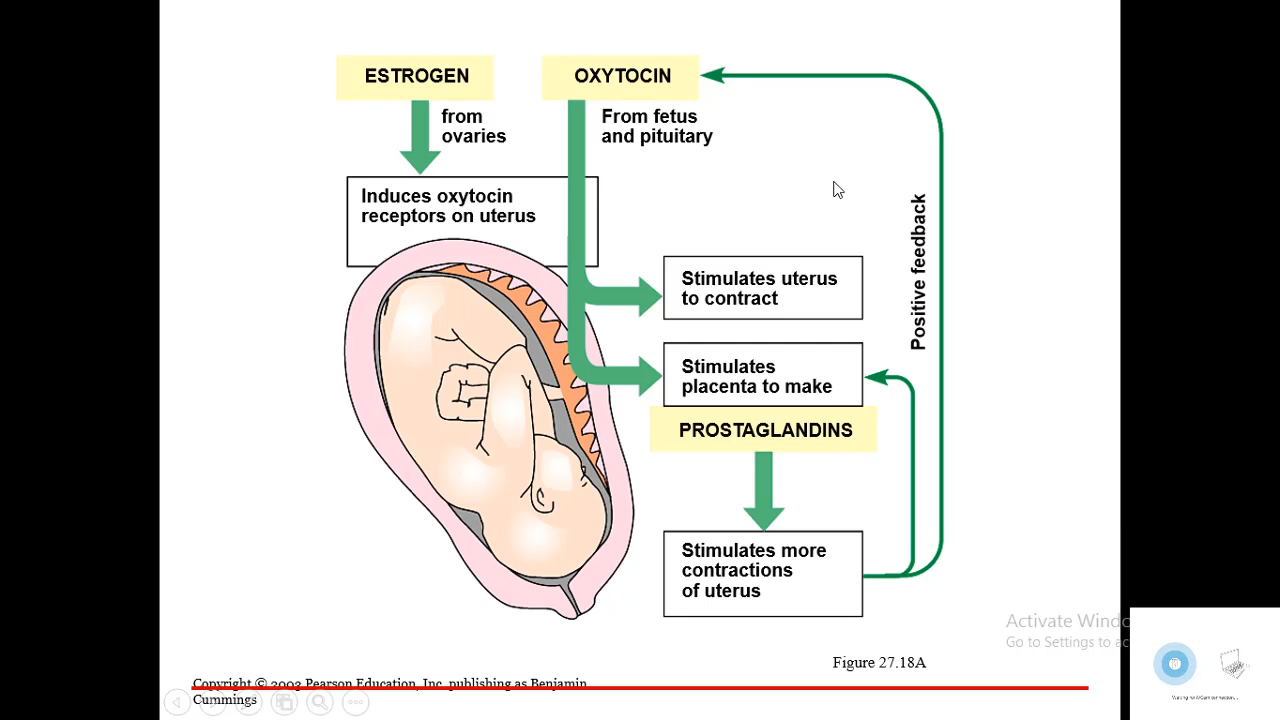 ESTROGEN
OXYTOCIN
from
ovaries
From fetus
and pituitary
Induces oxytocin
receptors on uterus
Stimulates uterus
to contract
Positive feedback
Stimulates
placenta to make
PROSTAGLANDINS
Stimulates more
contractions
of uterus
Activate Windo
Go to Settings to ac
Figure 27.18A
Copyright © 2003 Pearson Education, Inc. publishing as Benjamin
Cummings